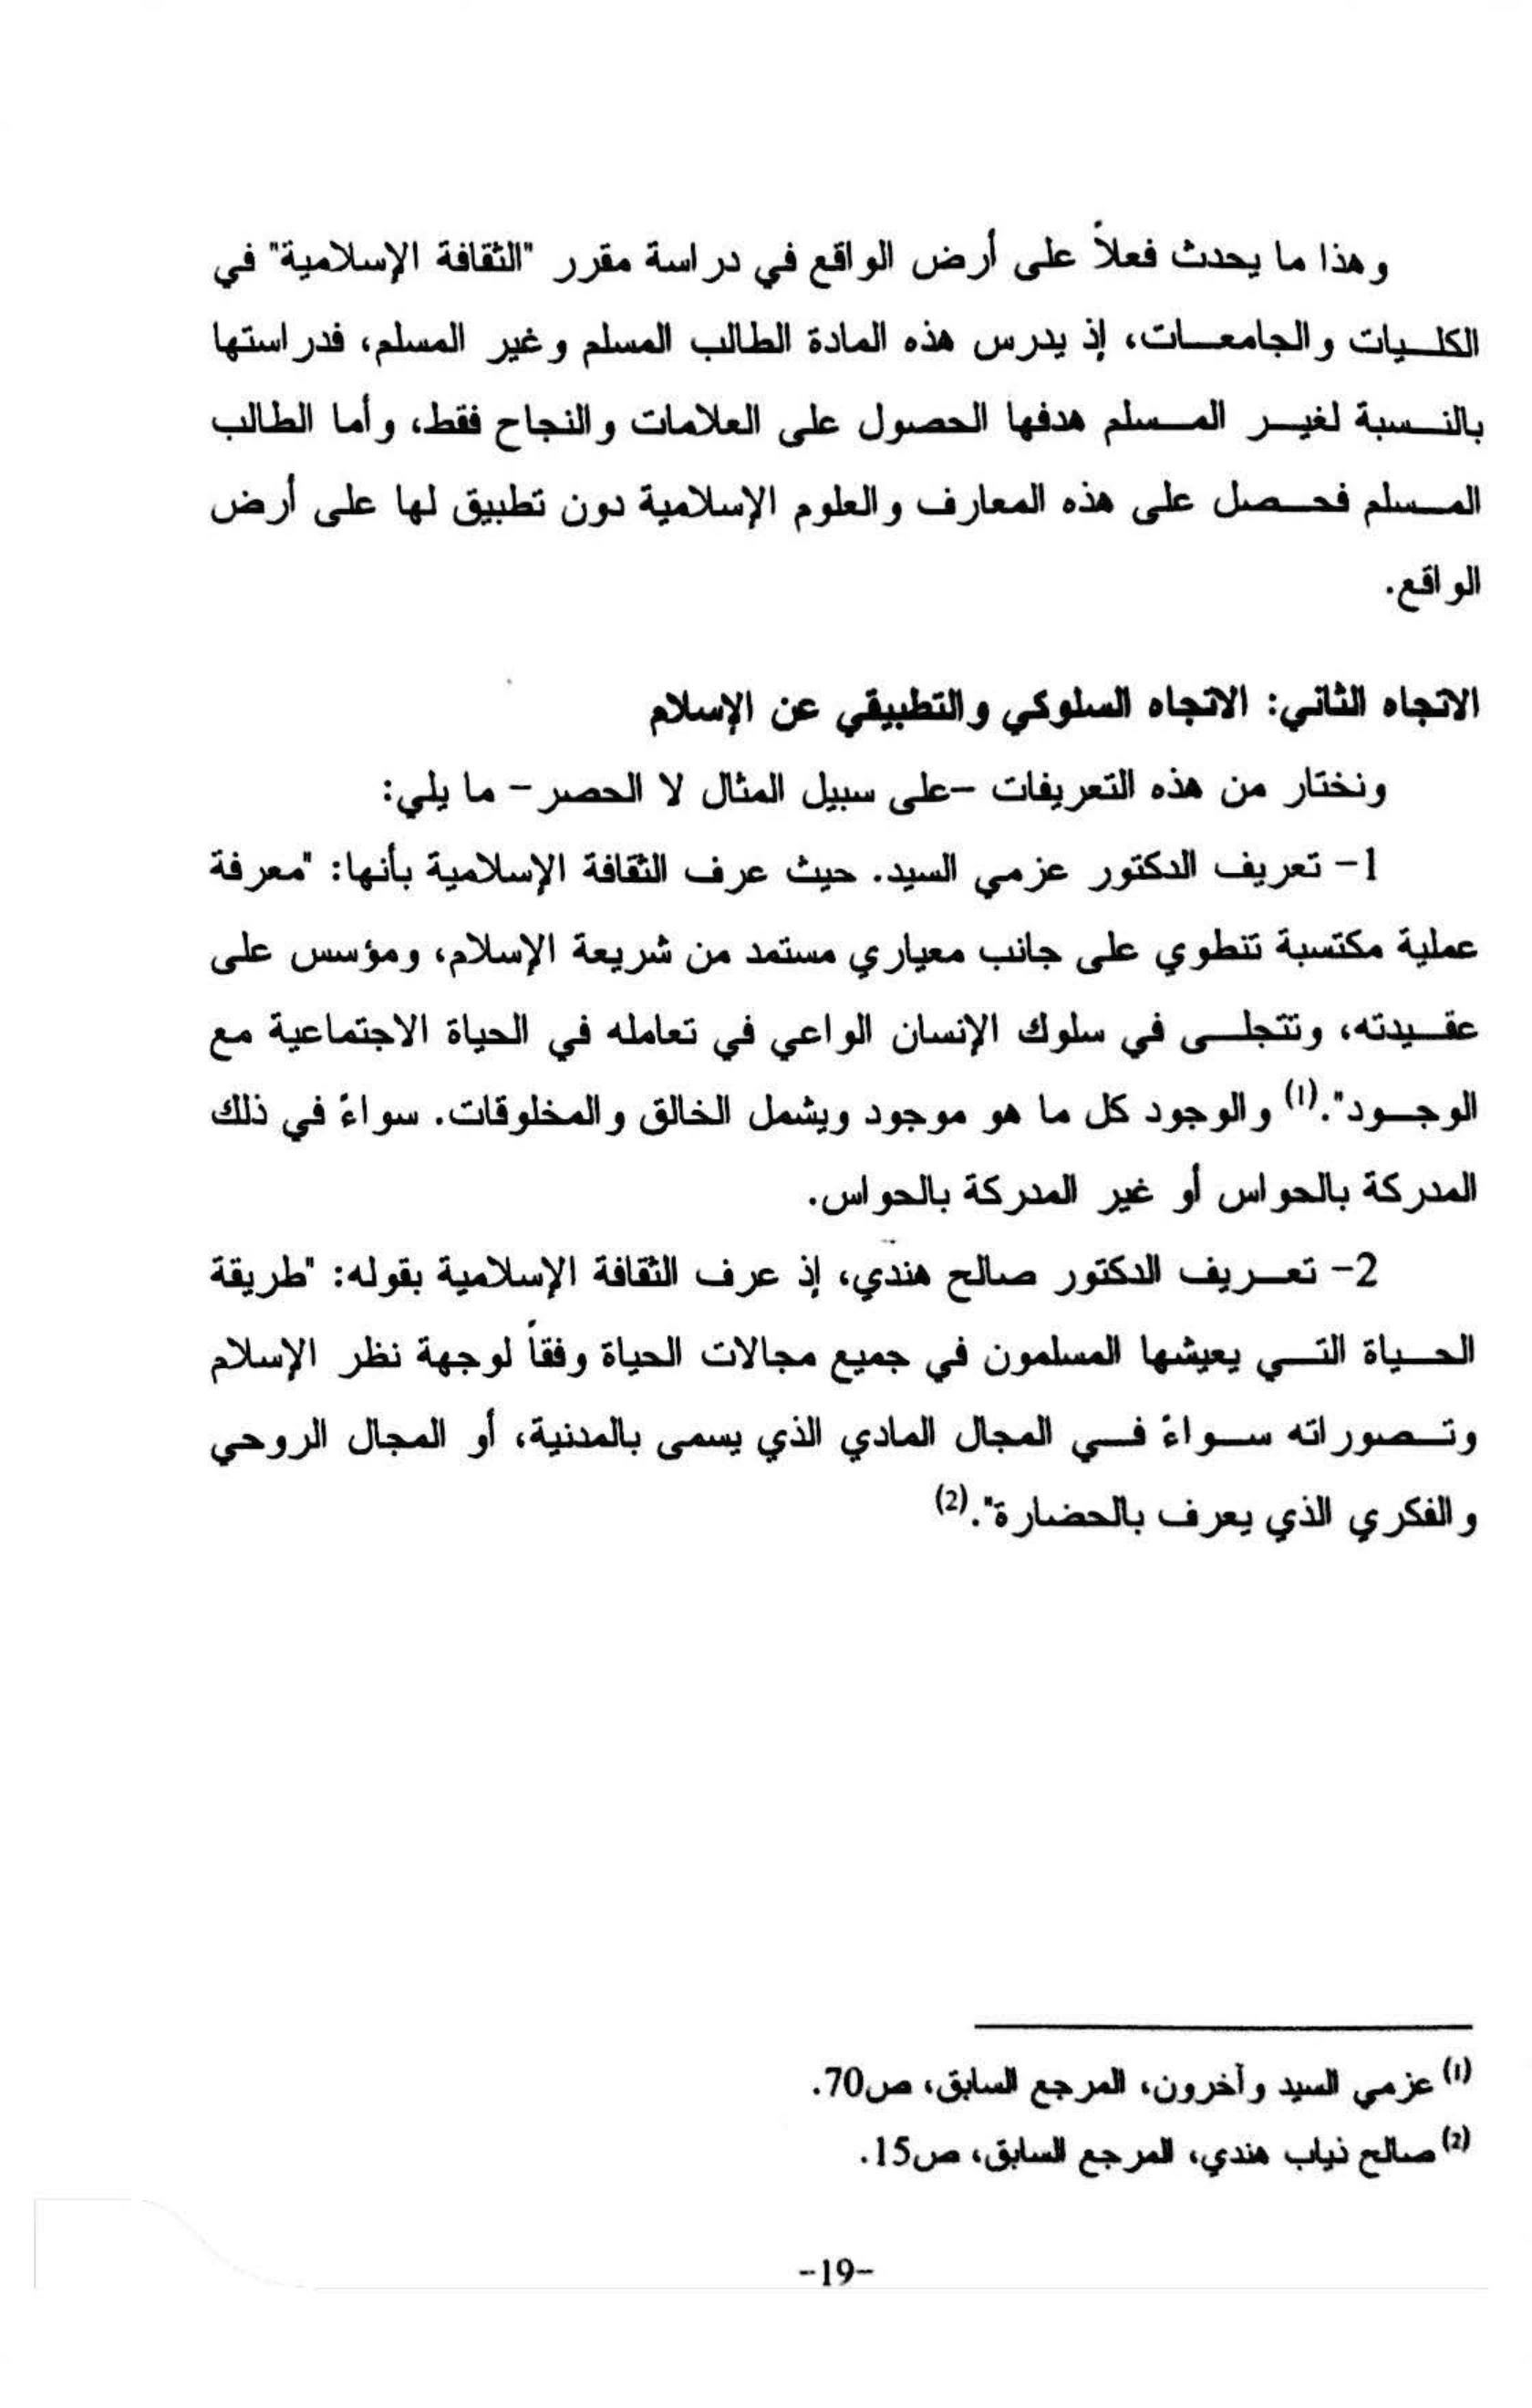 وهذا ما يحدث فعلاً على أرض الواقع في دراسة مقرر "الثقافة الإسلامية" في
الكليات والجامعات، إذ يدرس هذه المادة الطالب المسلم وغير المسلم، فدراستها
بالنسبة لغير المسلم هدفها الحصول على العلامات والنجاح فقط، وأما الطالب
المسلم فحصل على هذه المعارف والعلوم الإسلامية دون تطبيق لها على أرض
الواقع.
الاتجاه الثاني: الاتجاه السلوكي والتطبيقي عن الإسلام
ونختار من هذه التعريفات -على سبيل المثال لا الحصر- ما يلي:
1- تعريف الدكتور عزمي السيد. حيث عرف الثقافة الإسلامية بأنها: "معرفة
عملية مكتسبة تنطوي على جانب معياري مستمد من شريعة الإسلام، ومؤسس على
عقيدته، وتتجلى في سلوك الإنسان الواعي في تعامله في الحياة الاجتماعية مع
الوجود".(1) والوجود كل ما هو موجود ويشمل الخالق والمخلوقات. سواءً في ذلك
المدركة بالحواس أو غير المدركة بالحواس.
2- تعريف الدكتور صالح هندي، إذ عرف الثقافة الإسلامية بقوله: "طريقة
الحياة التي يعيشها المسلمون في جميع مجالات الحياة وفقاً لوجهة نظر الإسلام
وتصوراته سواءً في المجال المادي الذي يسمى بالمدنية، أو المجال الروحي
والفكري الذي يعرف بالحضارة".(2)
(1) عزمي السيد وآخرون، المرجع السابق، ص70.
(2) صالح ذياب هندي، المرجع السابق، ص15.
-19-